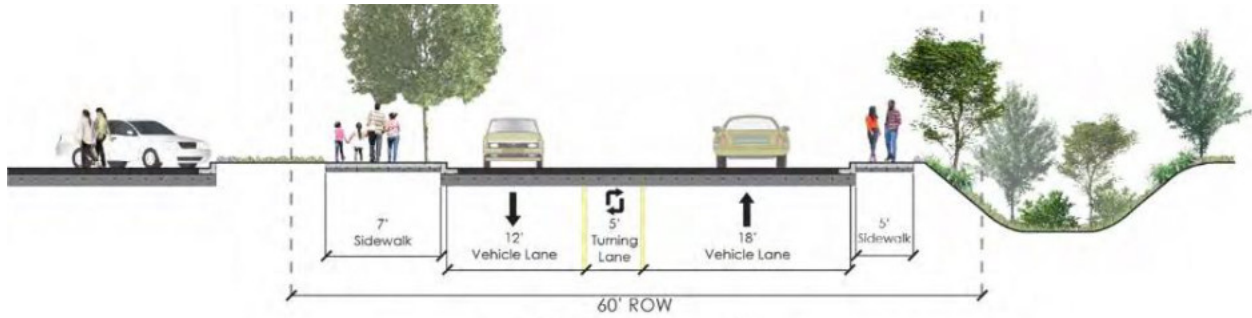 7'
Sidewalk
12'
Vehicle Lane
5'
Turning
Lane
18'
Vehicle Lane
5'
Sidewalk
60' ROW